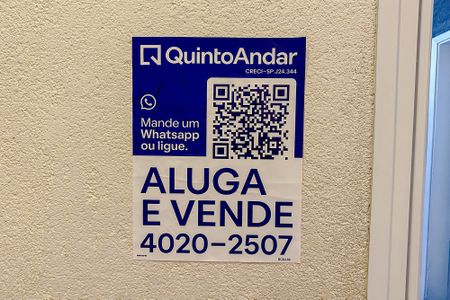 QuintoAndar
CRECI-SP J24.344
Mande um
Whatsapp
ou ligue.
ALUGA
E VENDE
4020-2507